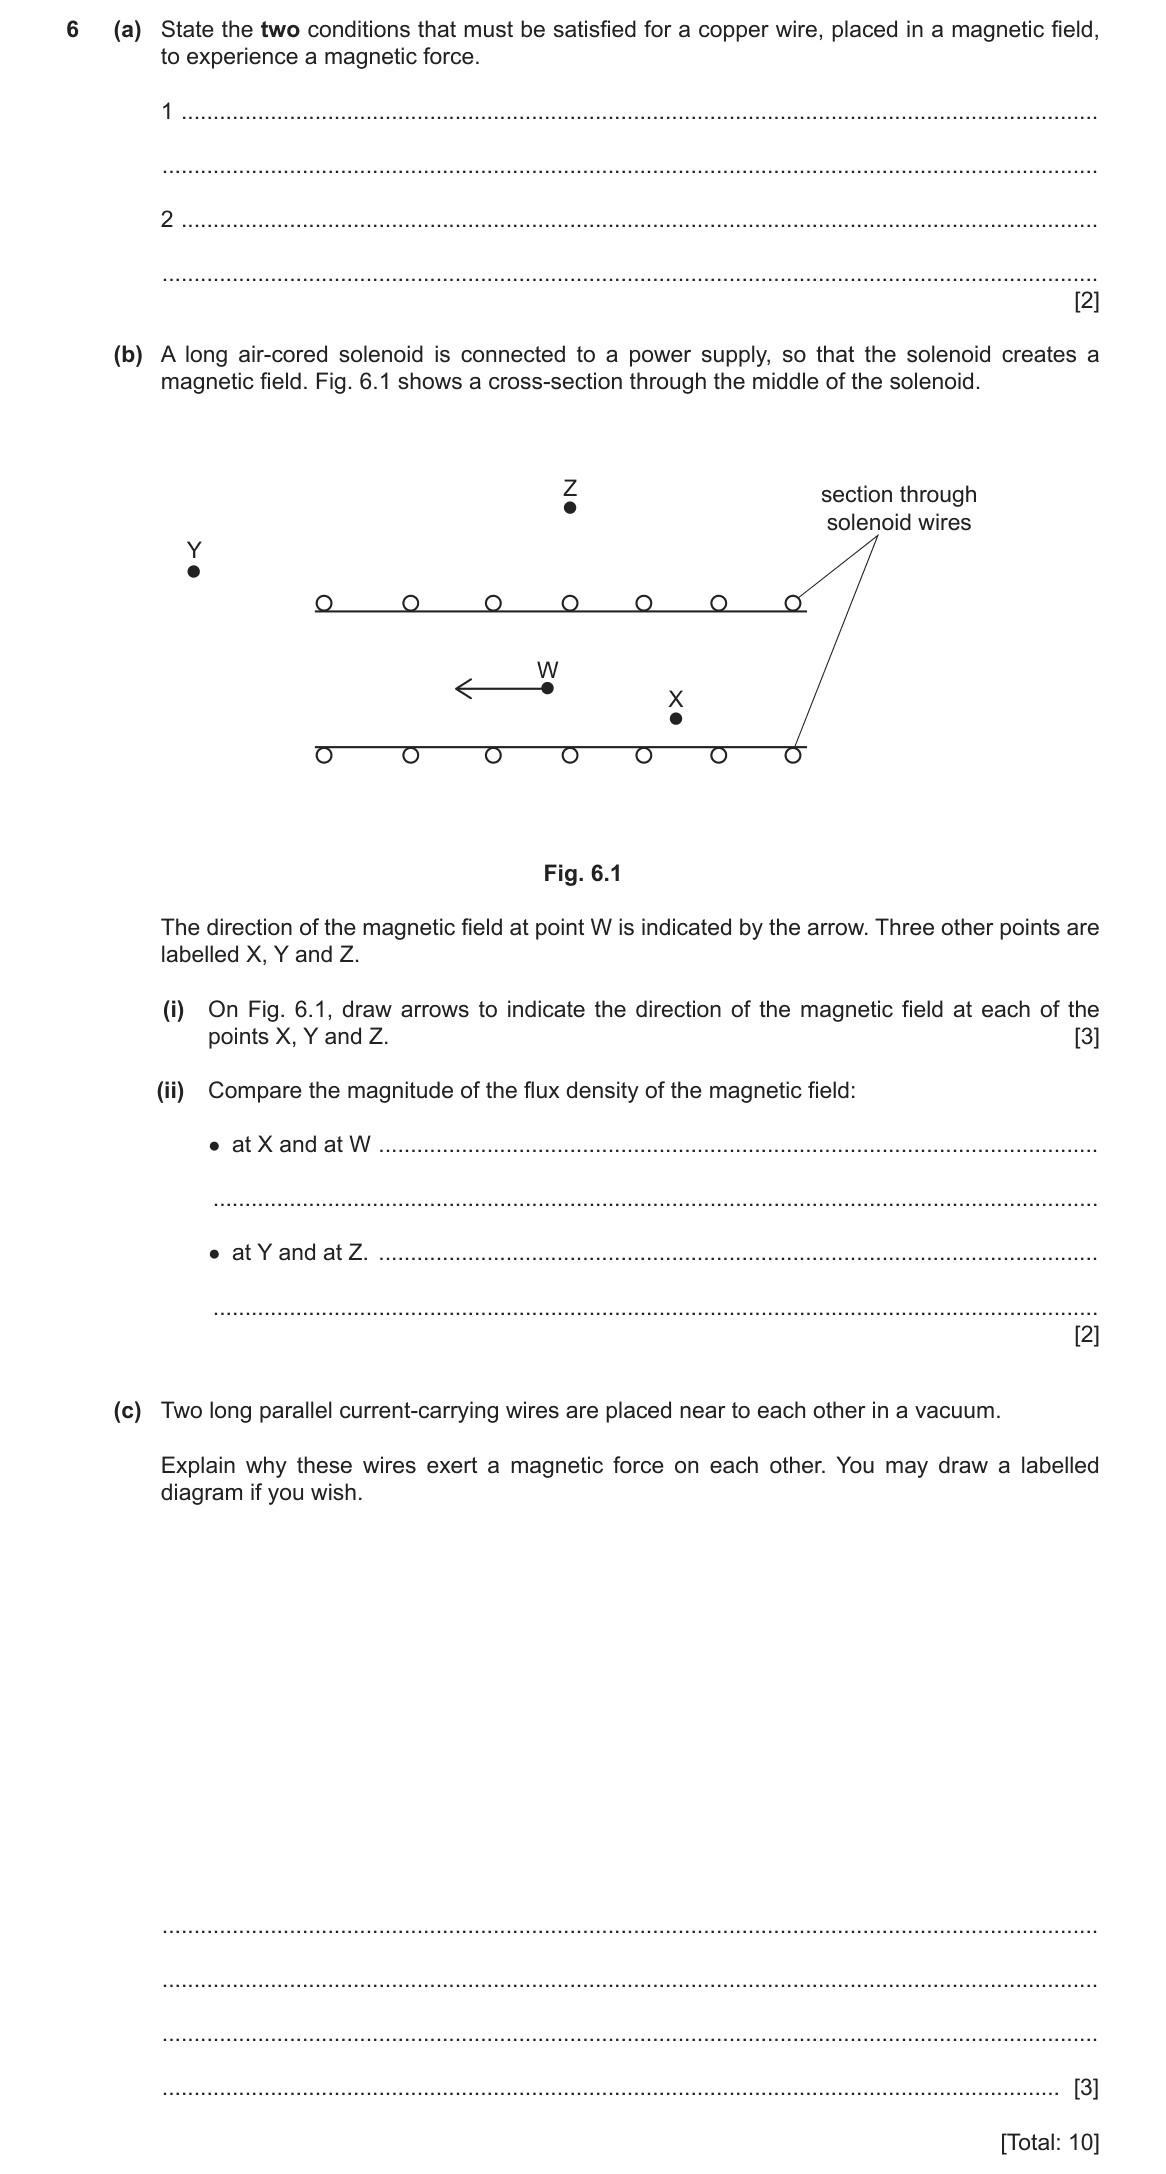 6 (a) State the two conditions that must be satisfied for a copper wire, placed in a magnetic field,
to experience a magnetic force.
1 ..........................................................................................................................................
..........................................................................................................................................
2 ..........................................................................................................................................
..........................................................................................................................................
[2]
(b) A long air-cored solenoid is connected to a power supply, so that the solenoid creates a
magnetic field. Fig. 6.1 shows a cross-section through the middle of the solenoid.
Z
section through
solenoid wires
Y
W
X
Fig. 6.1
The direction of the magnetic field at point W is indicated by the arrow. Three other points are
labelled X, Y and Z.
(i) On Fig. 6.1, draw arrows to indicate the direction of the magnetic field at each of the
points X, Y and Z. [3]
(ii) Compare the magnitude of the flux density of the magnetic field:
● at X and at W ..........................................................................................................
..........................................................................................................................................
● at Y and at Z. ..........................................................................................................
..........................................................................................................................................
[2]
(c) Two long parallel current-carrying wires are placed near to each other in a vacuum.
Explain why these wires exert a magnetic force on each other. You may draw a labelled
diagram if you wish.
..........................................................................................................................................
..........................................................................................................................................
..........................................................................................................................................
.................................................................................................................................... [3]
[Total: 10]